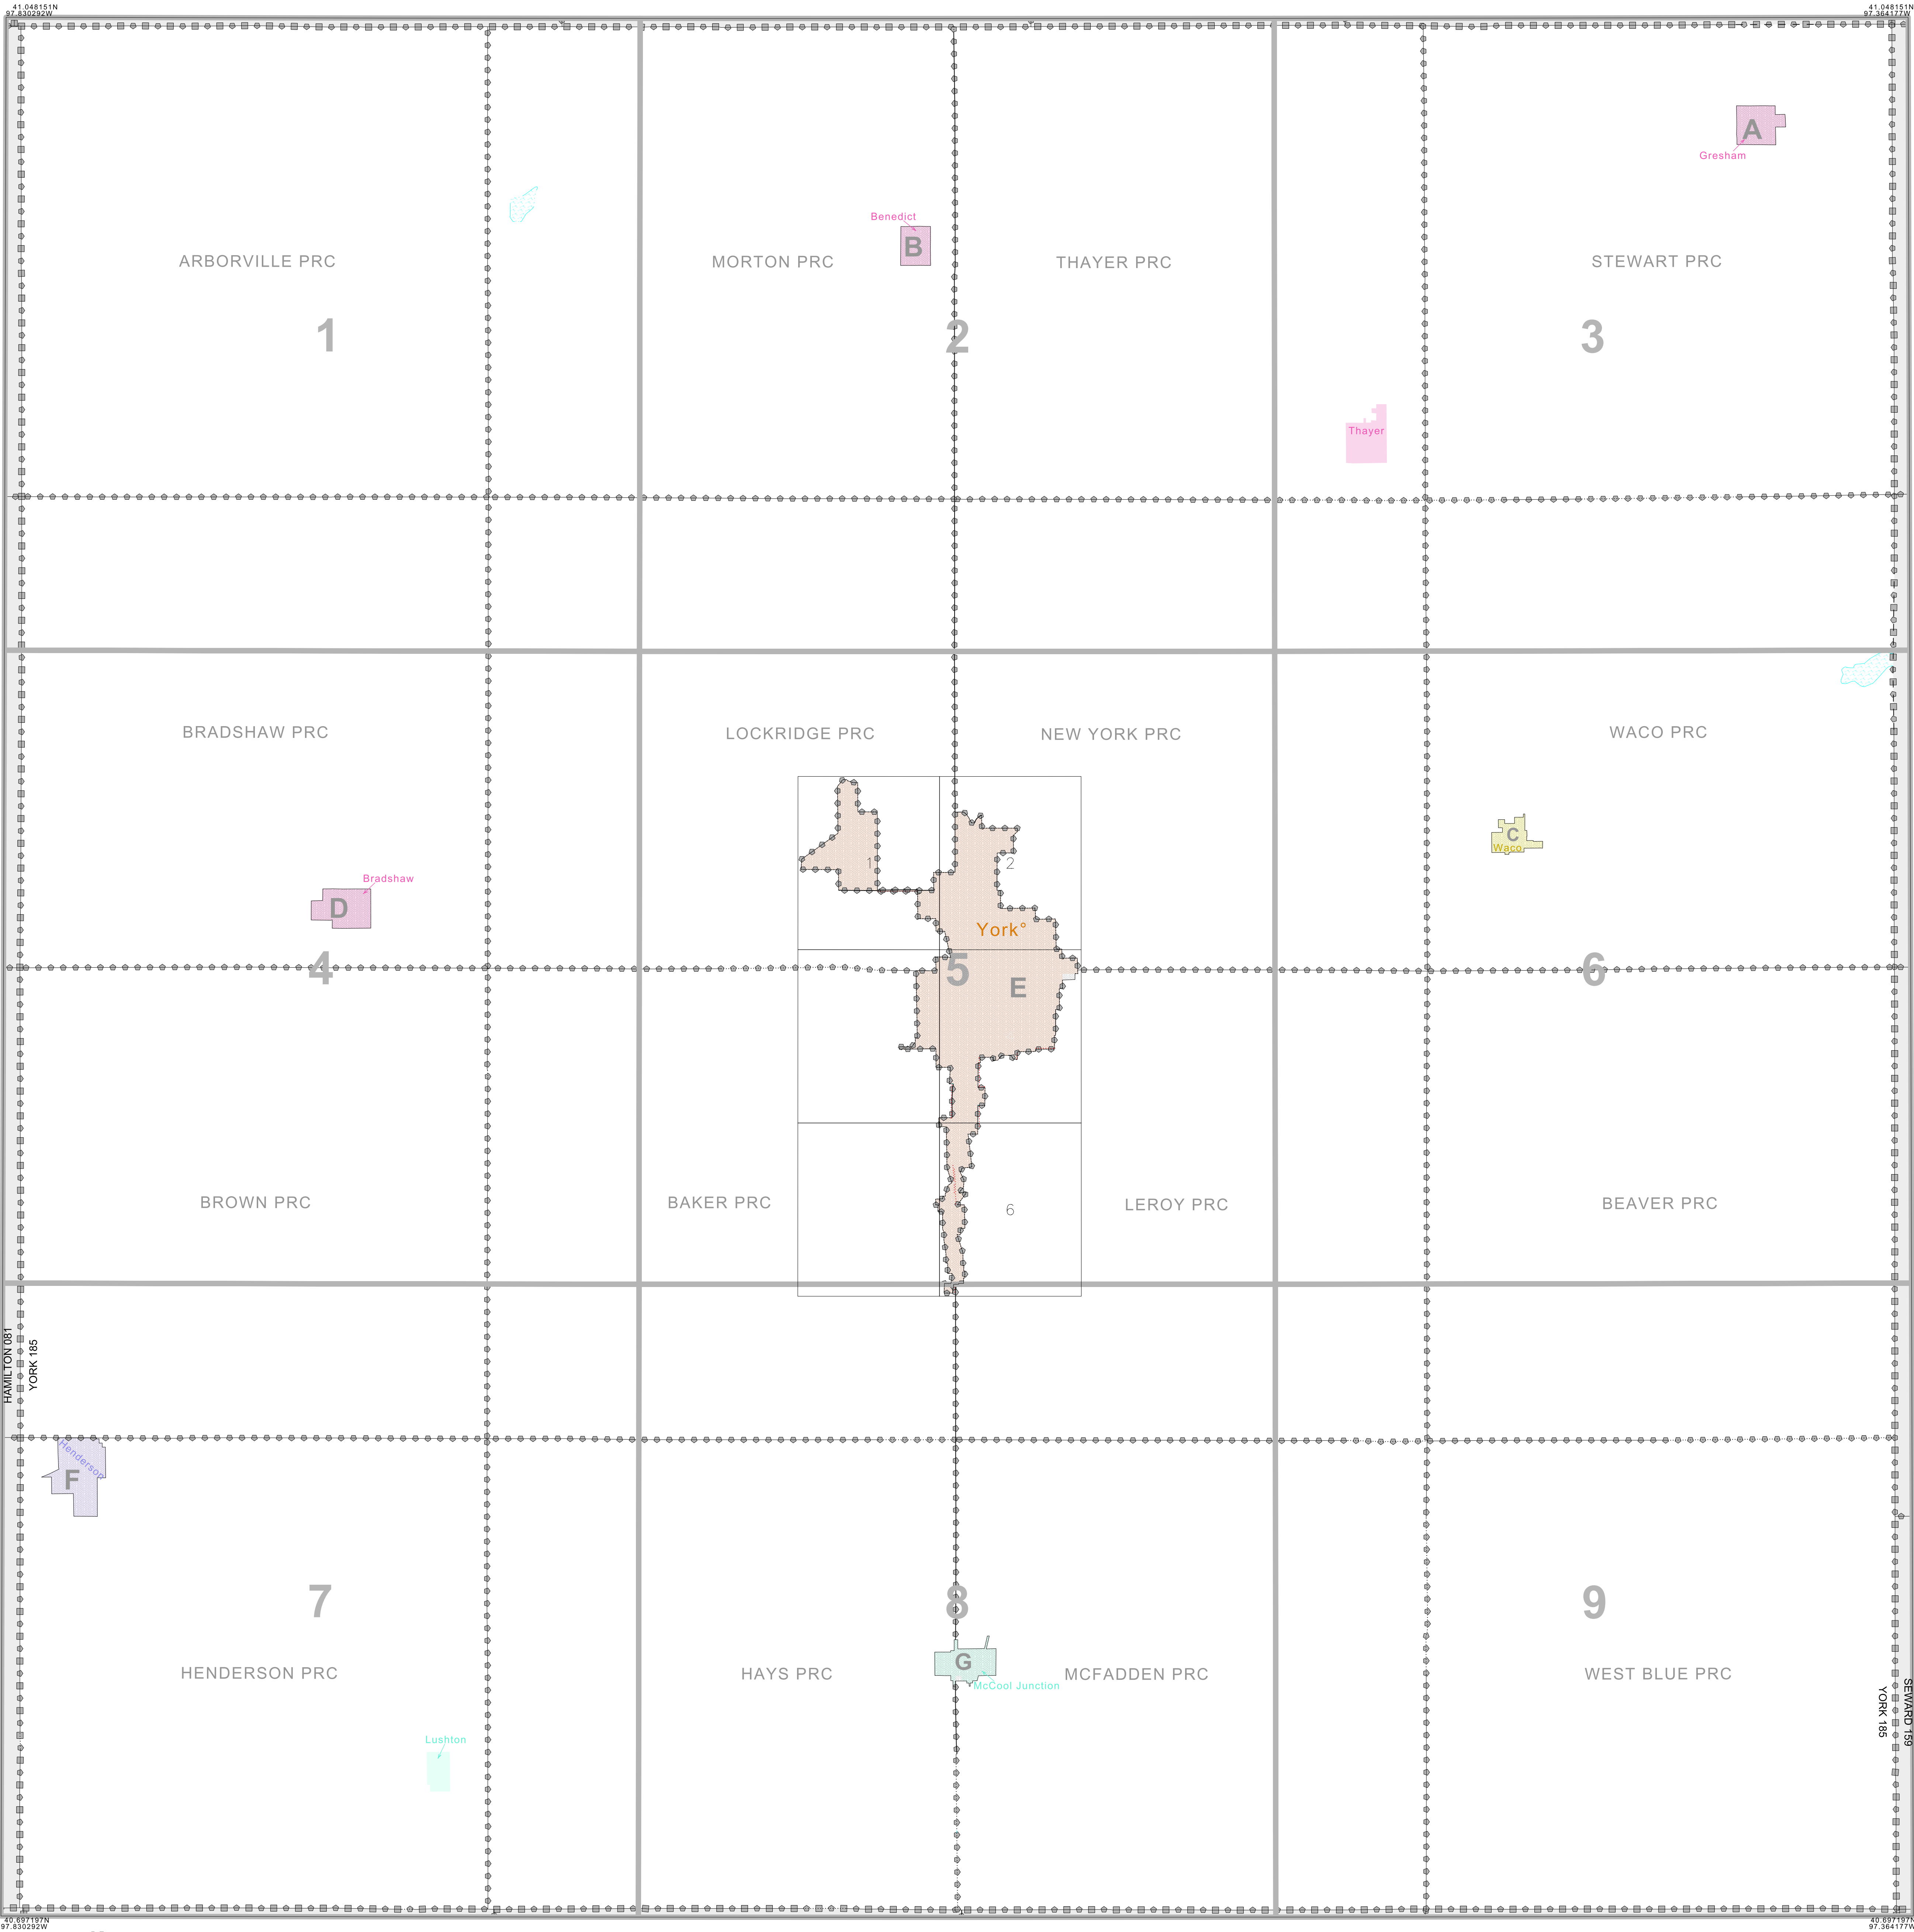 41.048151N
97.830292W
41.048151N
97.364177W
A
Gresham
Benedict
B
ARBORVILLE PRC
MORTON PRC
THAYER PRC
STEWART PRC
1
2
3
Thayer
BRADSHAW PRC
LOCKRIDGE PRC
NEW YORK PRC
WACO PRC
C
Waco
1
2
Bradshaw
D
York°
4
5
E
6
BROWN PRC
BAKER PRC
6
LEROY PRC
BEAVER PRC
HAMILTON 081
YORK 185
Henderson
F
7
8
9
HENDERSON PRC
HAYS PRC
G
McCool Junction
MCFADDEN PRC
WEST BLUE PRC
YORK 185
SEWARD 159
Lushton
40.697197N
97.830292W
40.697197N
97.364177W